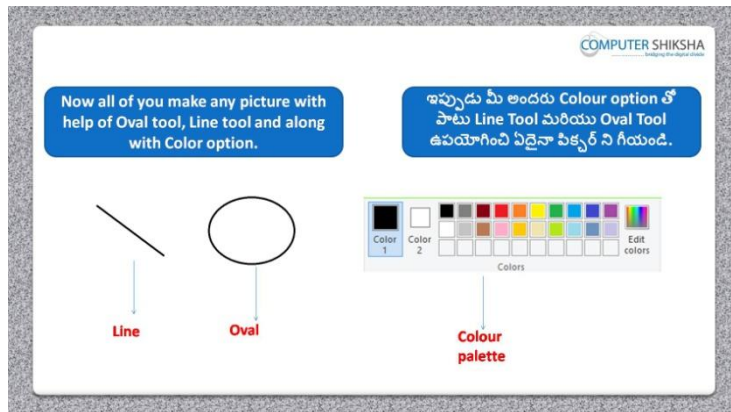 COMPUTER SHIKSHA
bridging the digital divide
Now all of you make any picture with
help of Oval tool, Line tool and along
with Color option.
ఇప్పుడు మీ అందరు Colour option తో
పాటు Line Tool మరియు Oval Tool
ఉపయోగించి ఏదైనా పిక్చర్ ని గీయండి.
Color
1
Color
2
Edit
colors
Colors
Line
Oval
Colour
palette